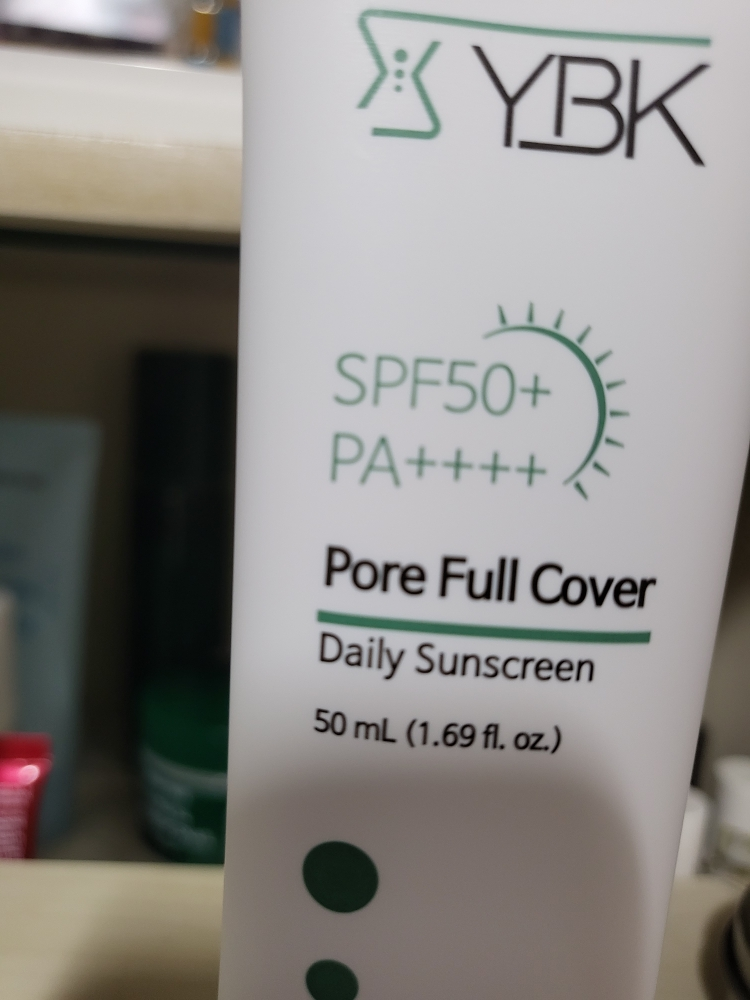 YBK
SPF50+
PA++++
Pore Full Cover
Daily Sunscreen
50 mL (1.69 fl. oz.)